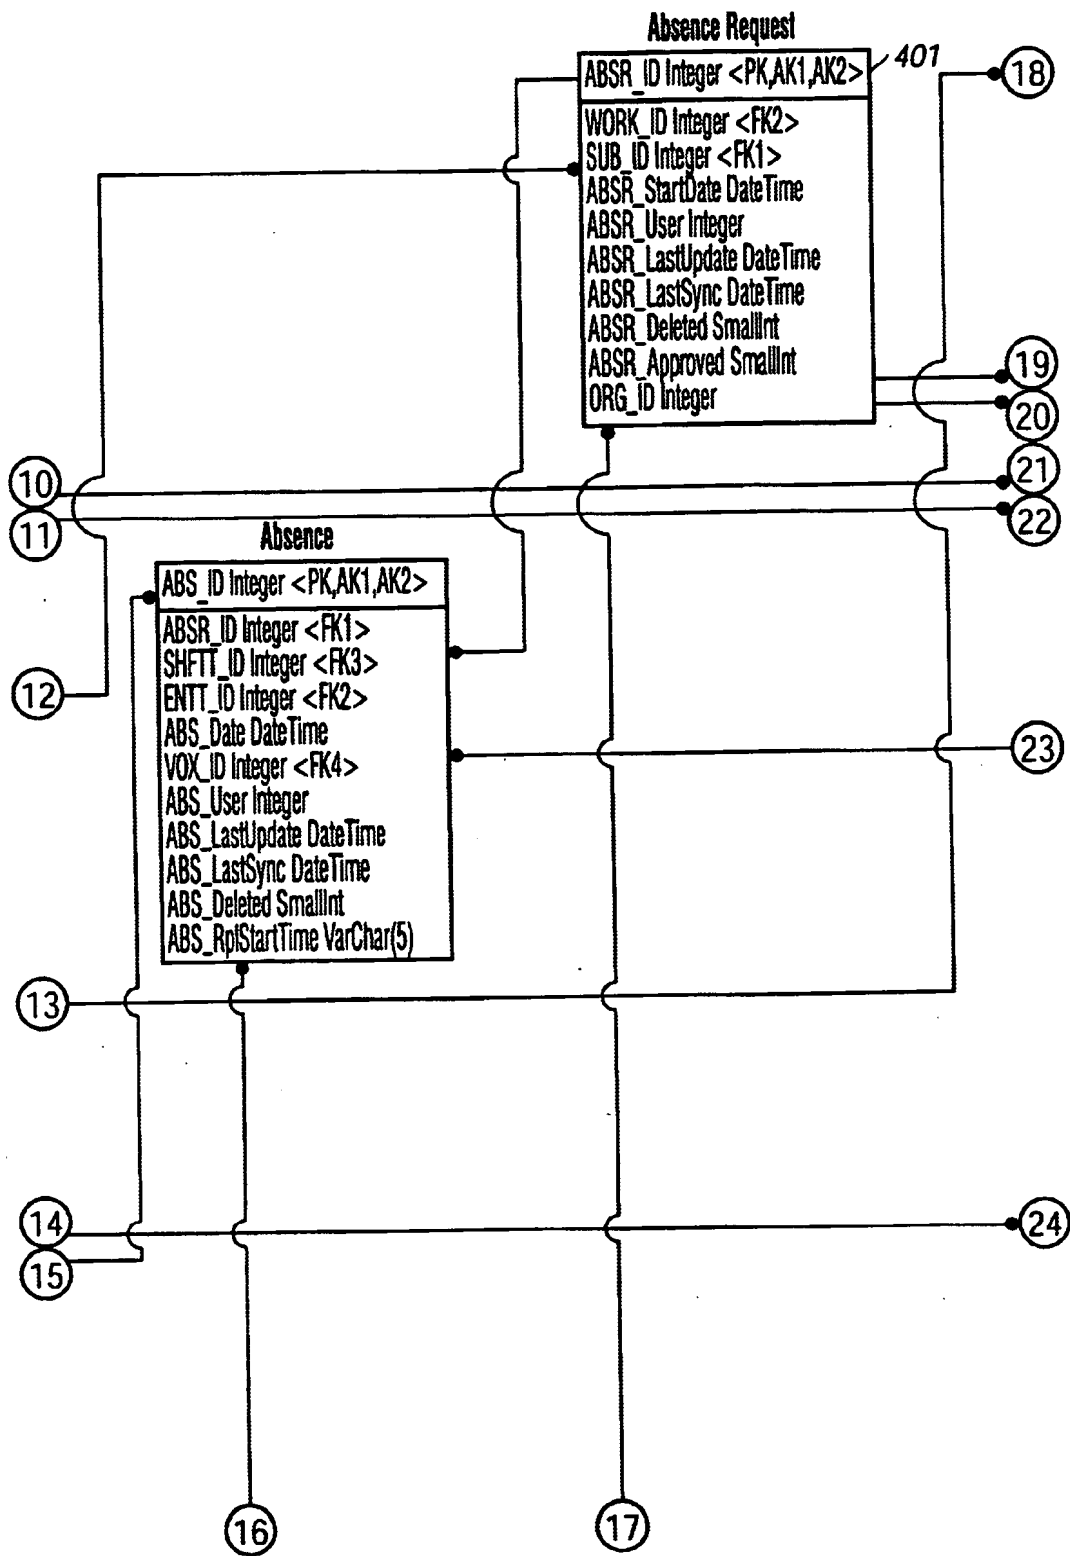 Absence Request
401
ABSR_ID Integer <PK,AK1,AK2>
WORK_ID Integer <FK2>
SUB_ID Integer <FK1>
ABSR_StartDate DateTime
ABSR_User Integer
ABSR_LastUpdate DateTime
ABSR_LastSync DateTime
ABSR_Deleted SmallInt
ABSR_Approved SmallInt
ORG_ID Integer
18
19
20
21
22
10
11
Absence
ABS_ID Integer <PK,AK1,AK2>
ABSR_ID Integer <FK1>
SHFTT_ID Integer <FK3>
ENTT_ID Integer <FK2>
ABS_Date DateTime
VOX_ID Integer <FK4>
ABS_User Integer
ABS_LastUpdate DateTime
ABS_LastSync DateTime
ABS_Deleted SmallInt
ABS_RplStartTime VarChar(5)
12
23
13
14
15
24
16
17